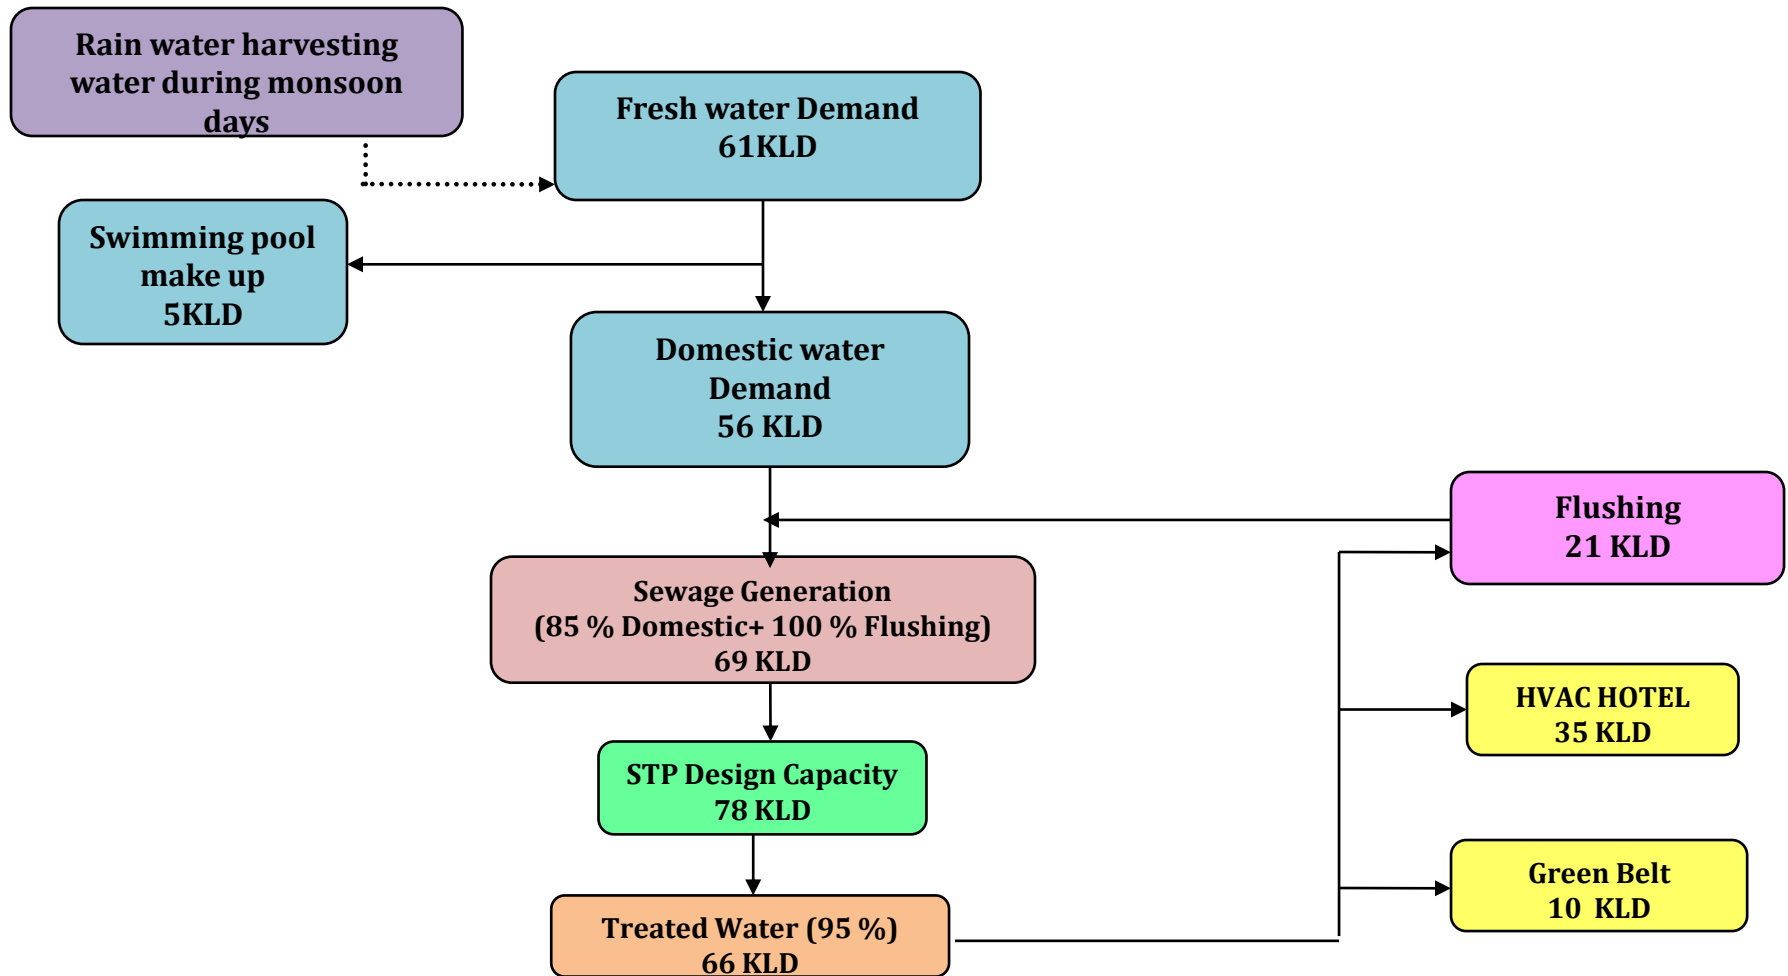 Rain water harvesting
water during monsoon
days
Fresh water Demand
61KLD
Swimming pool
make up
5KLD
Domestic water
Demand
56 KLD
Flushing
21 KLD
Sewage Generation
(85 % Domestic+ 100 % Flushing)
69 KLD
HVAC HOTEL
35 KLD
STP Design Capacity
78 KLD
Green Belt
10 KLD
Treated Water (95 %)
66 KLD